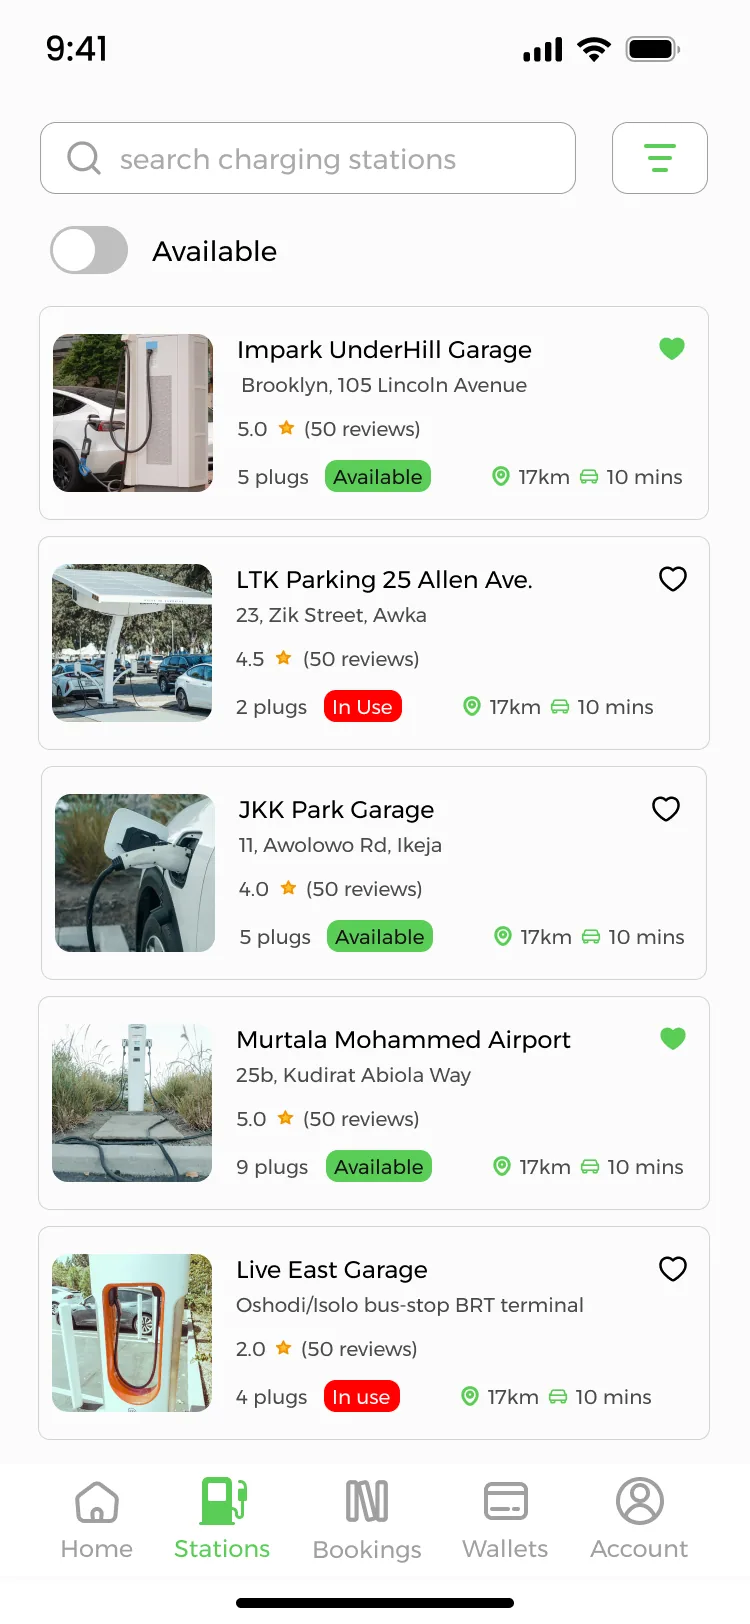 9:41
search charging stations
Available
Impark UnderHill Garage
Brooklyn, 105 Lincoln Avenue
5.0 (50 reviews)
5 plugs Available 17km 10 mins
LTK Parking 25 Allen Ave.
23, Zik Street, Awka
4.5 (50 reviews)
2 plugs In Use 17km 10 mins
JKK Park Garage
11, Awolowo Rd, Ikeja
4.0 (50 reviews)
5 plugs Available 17km 10 mins
Murtala Mohammed Airport
25b, Kudirat Abiola Way
5.0 (50 reviews)
9 plugs Available 17km 10 mins
Live East Garage
Oshodi/Isolo bus-stop BRT terminal
2.0 (50 reviews)
4 plugs In use 17km 10 mins
Home Stations Bookings Wallets Account